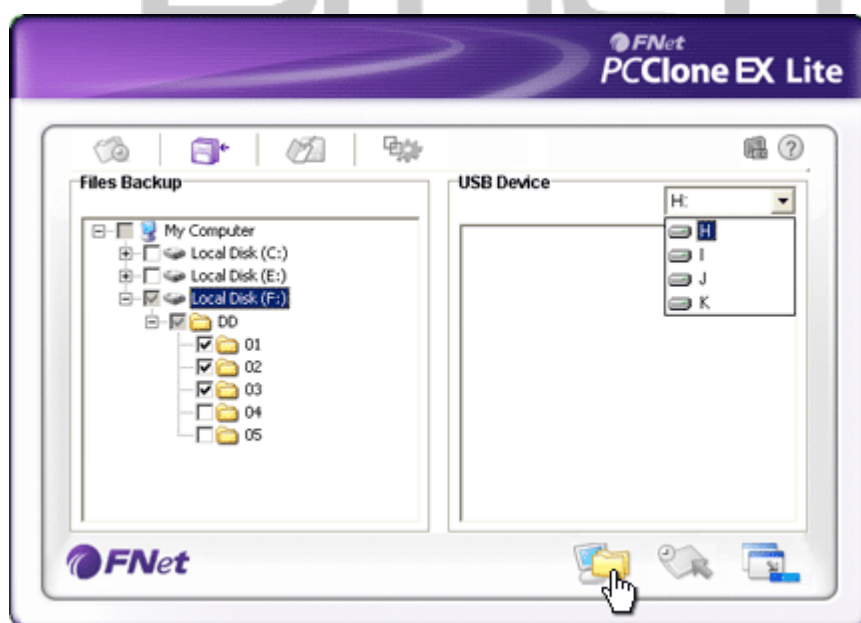 FNet
PCClone EX Lite
Files Backup
My Computer
Local Disk (C:)
Local Disk (E:)
Local Disk (F:)
DD
01
02
03
04
05
USB Device
H:
H
I
J
K
FNet